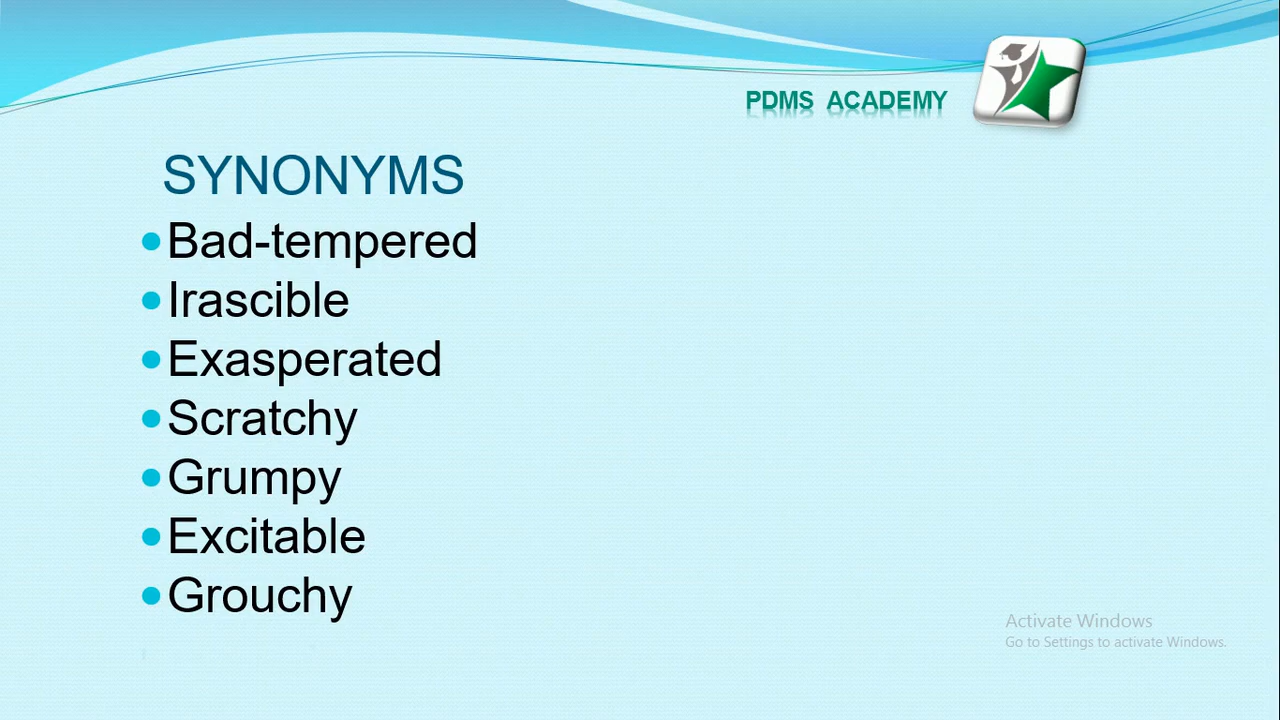 PDMS ACADEMY
SYNONYMS
Bad-tempered
Irascible
Exasperated
Scratchy
Grumpy
Excitable
Grouchy
Activate Windows
Go to Settings to activate Windows.